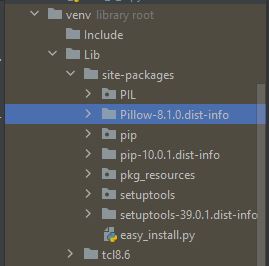 venv library root
Include
Lib
site-packages
PIL
Pillow-8.1.0.dist-info
pip
pip-10.0.1.dist-info
pkg_resources
setuptools
setuptools-39.0.1.dist-info
easy_install.py
tcl8.6